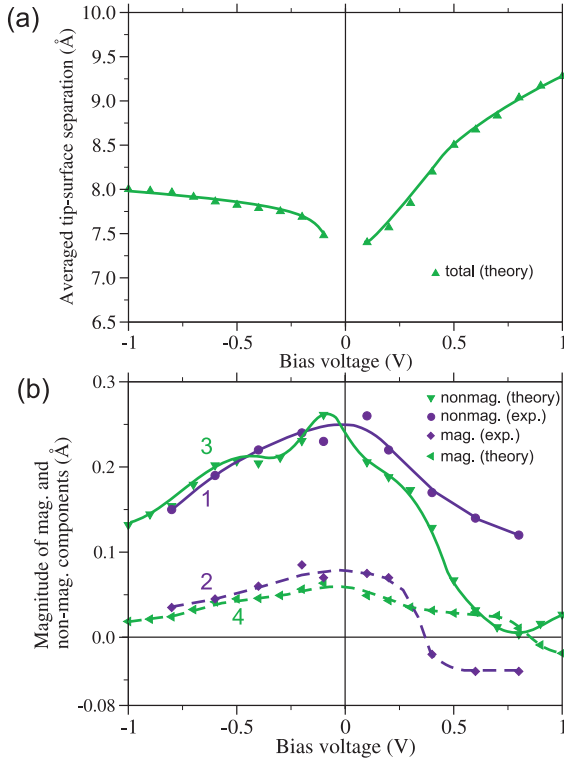 (a)
10.0
9.5
9.0
8.5
8.0
7.5
7.0
6.5
Averaged tip-surface separation (Å)
total (theory)
-1
-0.5
0
0.5
1
Bias voltage (V)
(b)
0.3
0.2
0.1
0.0
-0.08
Magnitude of mag. and
non-mag. components (Å)
nonmag. (theory)
nonmag. (exp.)
mag. (exp.)
mag. (theory)
3
1
2
4
-1
-0.5
0
0.5
1
Bias voltage (V)